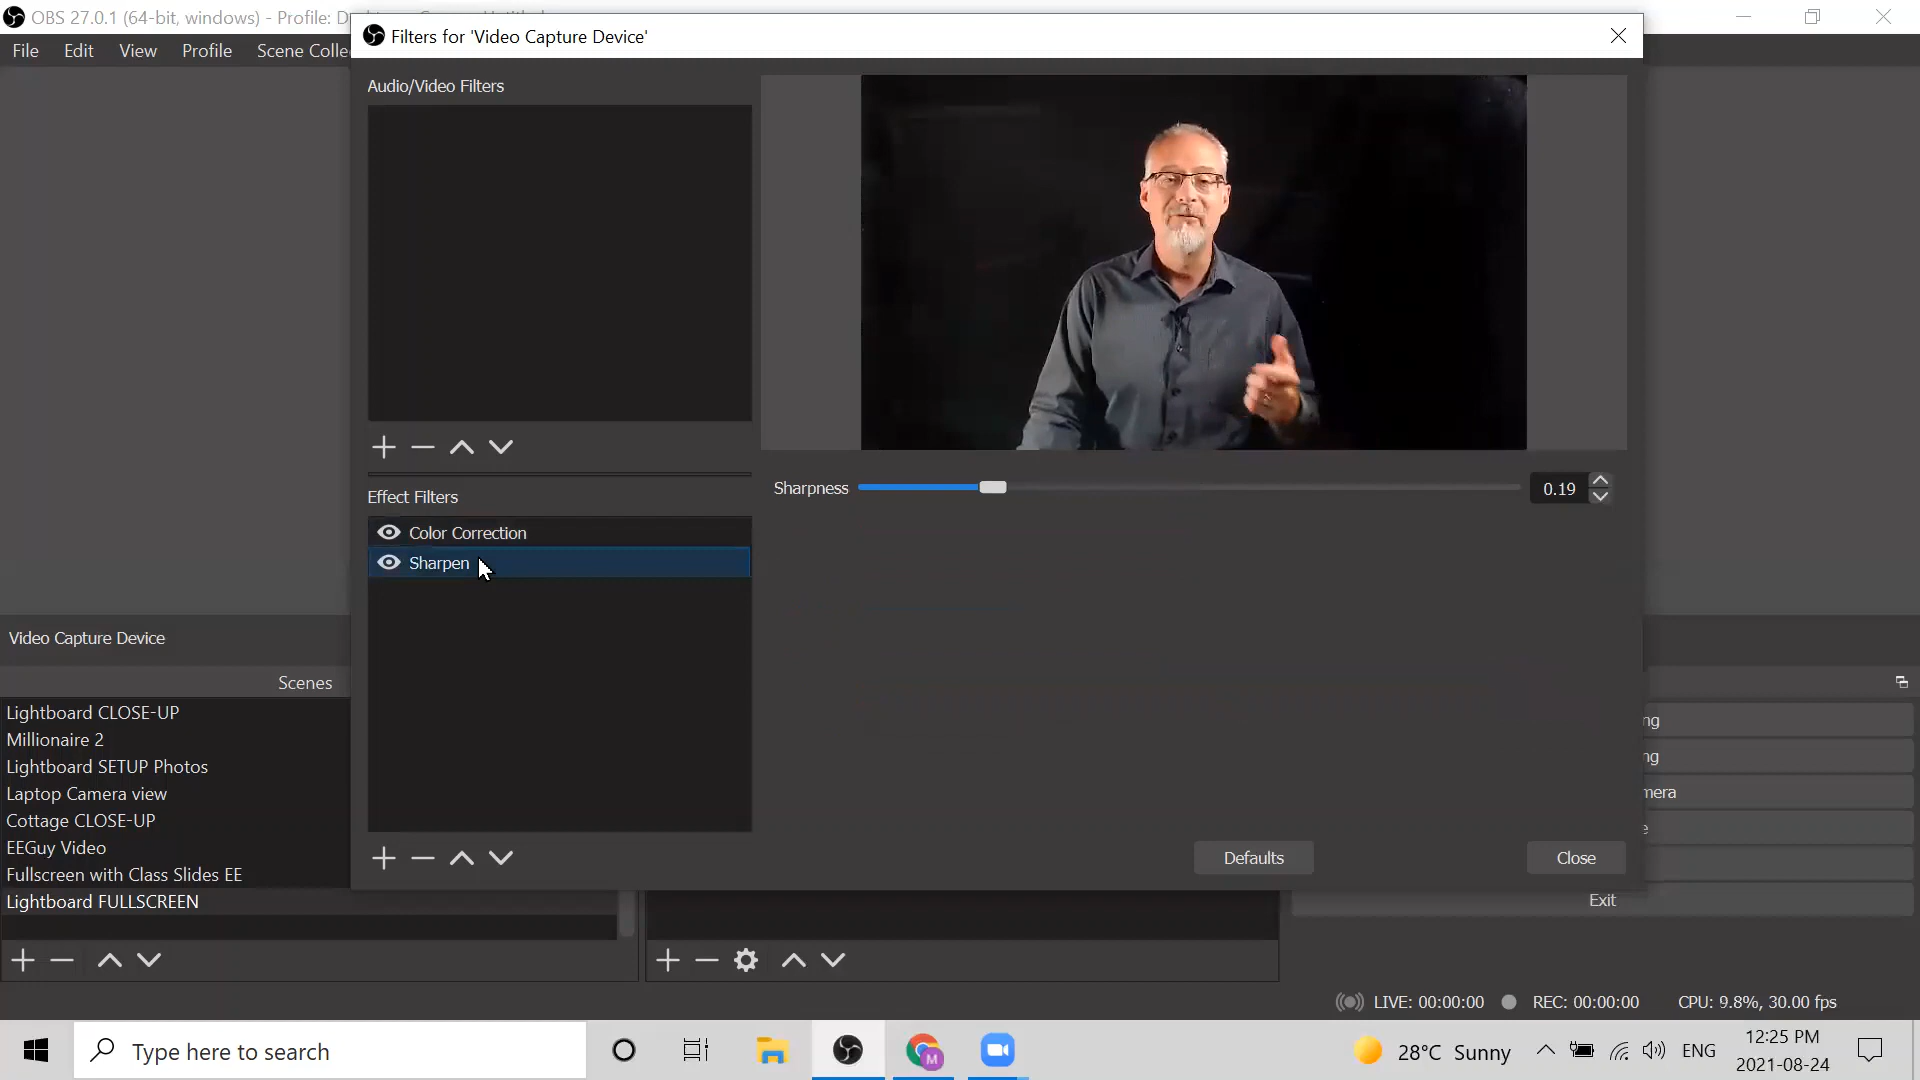 OBS 27.0.1 (64-bit, windows) - Profile:
Filters for 'Video Capture Device'
File Edit View Profile Scene Colle
Audio/Video Filters
Sharpness 0.19
Effect Filters
Color Correction
Sharpen
Video Capture Device
Scenes
Lightboard CLOSE-UP
Millionaire 2
Lightboard SETUP Photos
Laptop Camera view
Cottage CLOSE-UP
EEGuy Video
Fullscreen with Class Slides EE
Lightboard FULLSCREEN
ng
ng
mera
e
Defaults Close
Exit
LIVE: 00:00:00 REC: 00:00:00 CPU: 9.8%, 30.00 fps
Type here to search
M
28°C Sunny ENG
12:25 PM
2021-08-24